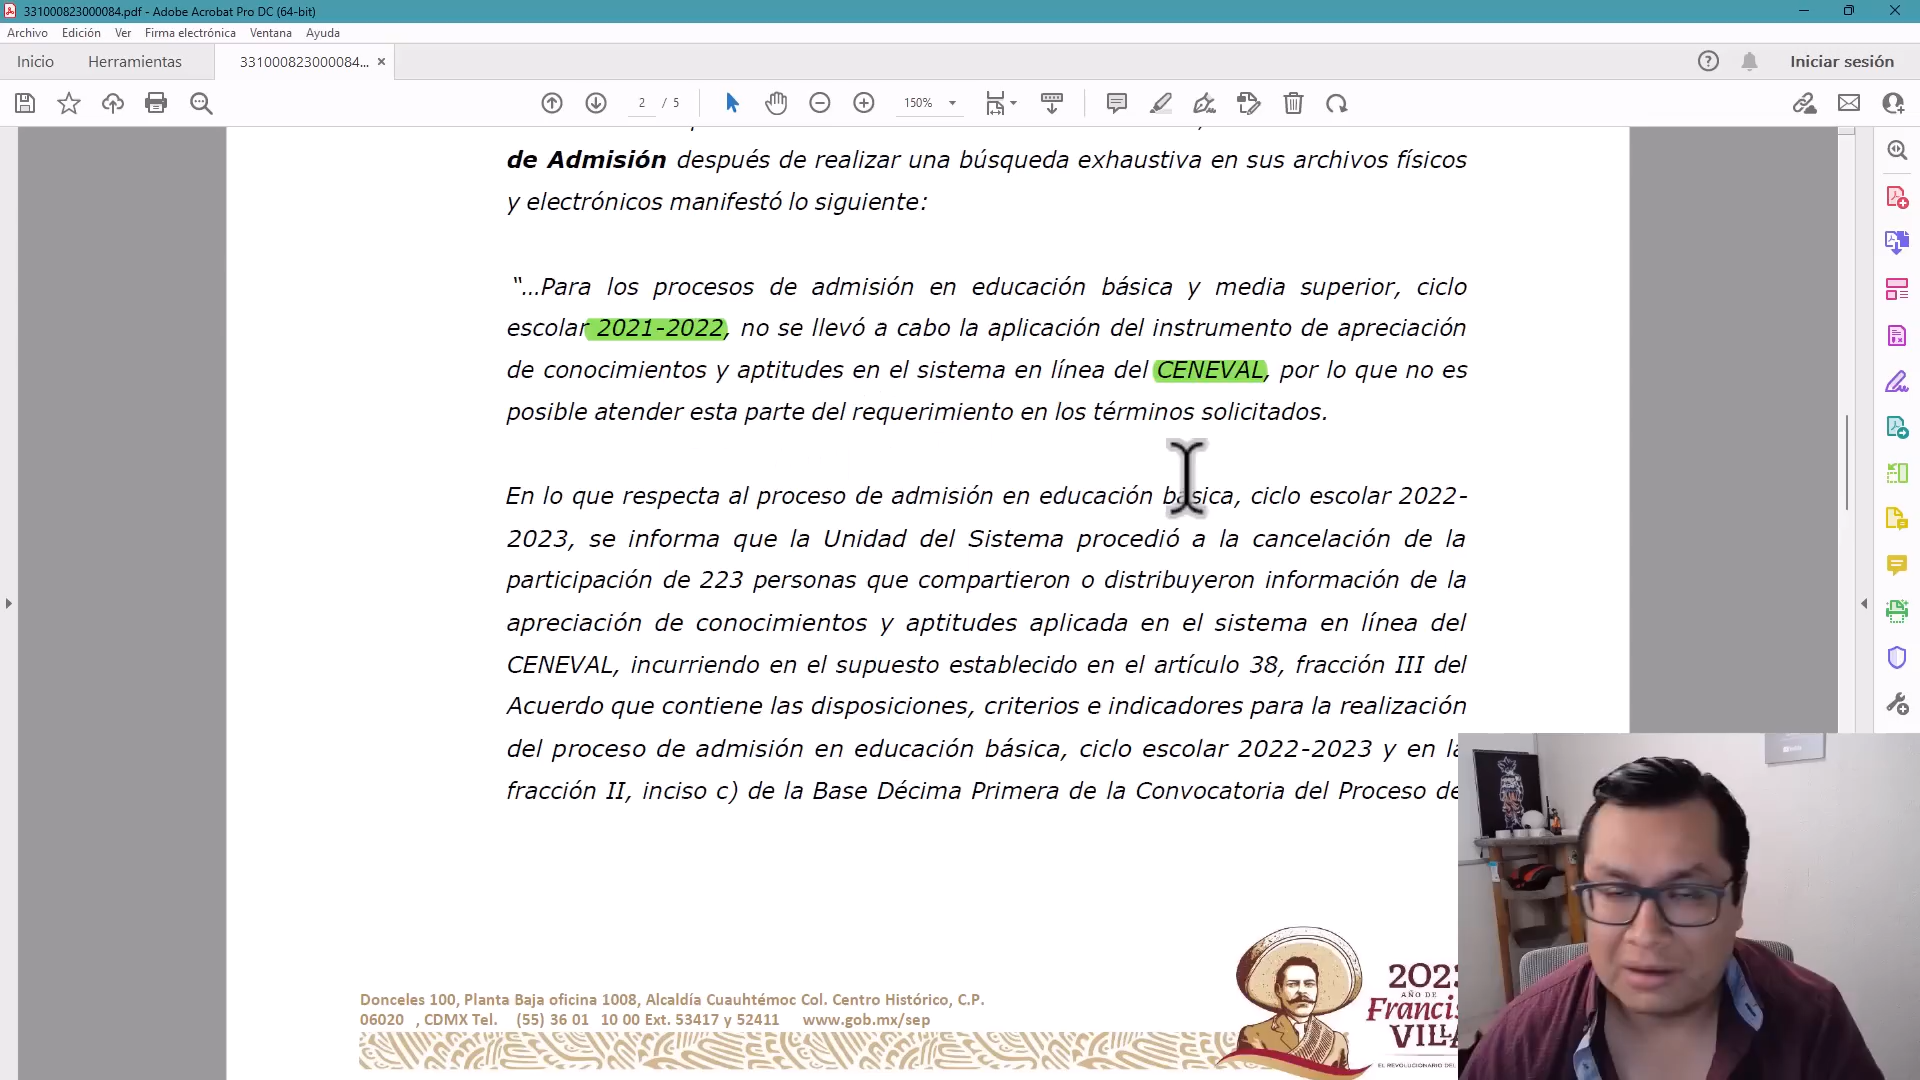 331000823000084.pdf - Adobe Acrobat Pro DC (64-bit)
Archivo Edición Ver Firma electrónica Ventana Ayuda
Inicio Herramientas 331000823000084... × Iniciar sesión
2 / 5 150%
de Admisión después de realizar una búsqueda exhaustiva en sus archivos físicos
y electrónicos manifestó lo siguiente:
“…Para los procesos de admisión en educación básica y media superior, ciclo
escolar 2021-2022, no se llevó a cabo la aplicación del instrumento de apreciación
de conocimientos y aptitudes en el sistema en línea del CENEVAL, por lo que no es
posible atender esta parte del requerimiento en los términos solicitados.
En lo que respecta al proceso de admisión en educación básica, ciclo escolar 2022-
2023, se informa que la Unidad del Sistema procedió a la cancelación de la
participación de 223 personas que compartieron o distribuyeron información de la
apreciación de conocimientos y aptitudes aplicada en el sistema en línea del
CENEVAL, incurriendo en el supuesto establecido en el artículo 38, fracción III del
Acuerdo que contiene las disposiciones, criterios e indicadores para la realización
del proceso de admisión en educación básica, ciclo escolar 2022-2023 y en la
fracción II, inciso c) de la Base Décima Primera de la Convocatoria del Proceso de
Donceles 100, Planta Baja oficina 1008, Alcaldía Cuauhtémoc Col. Centro Histórico, C.P.
06020 , CDMX Tel. (55) 36 01 10 00 Ext. 53417 y 52411 www.gob.mx/sep
2023
AÑO DE
Francis
VILLA
EL REVOLUCIONARIO DEL